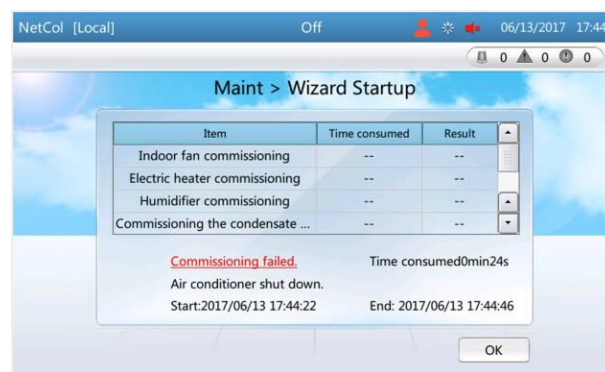 NetCol [Local] Off 06/13/2017 17:44
0 0 0
Maint > Wizard Startup
Item Time consumed Result
Indoor fan commissioning -- --
Electric heater commissioning -- --
Humidifier commissioning -- --
Commissioning the condensate ... -- --
Commissioning failed. Time consumed0min24s
Air conditioner shut down.
Start:2017/06/13 17:44:22 End: 2017/06/13 17:44:46
OK